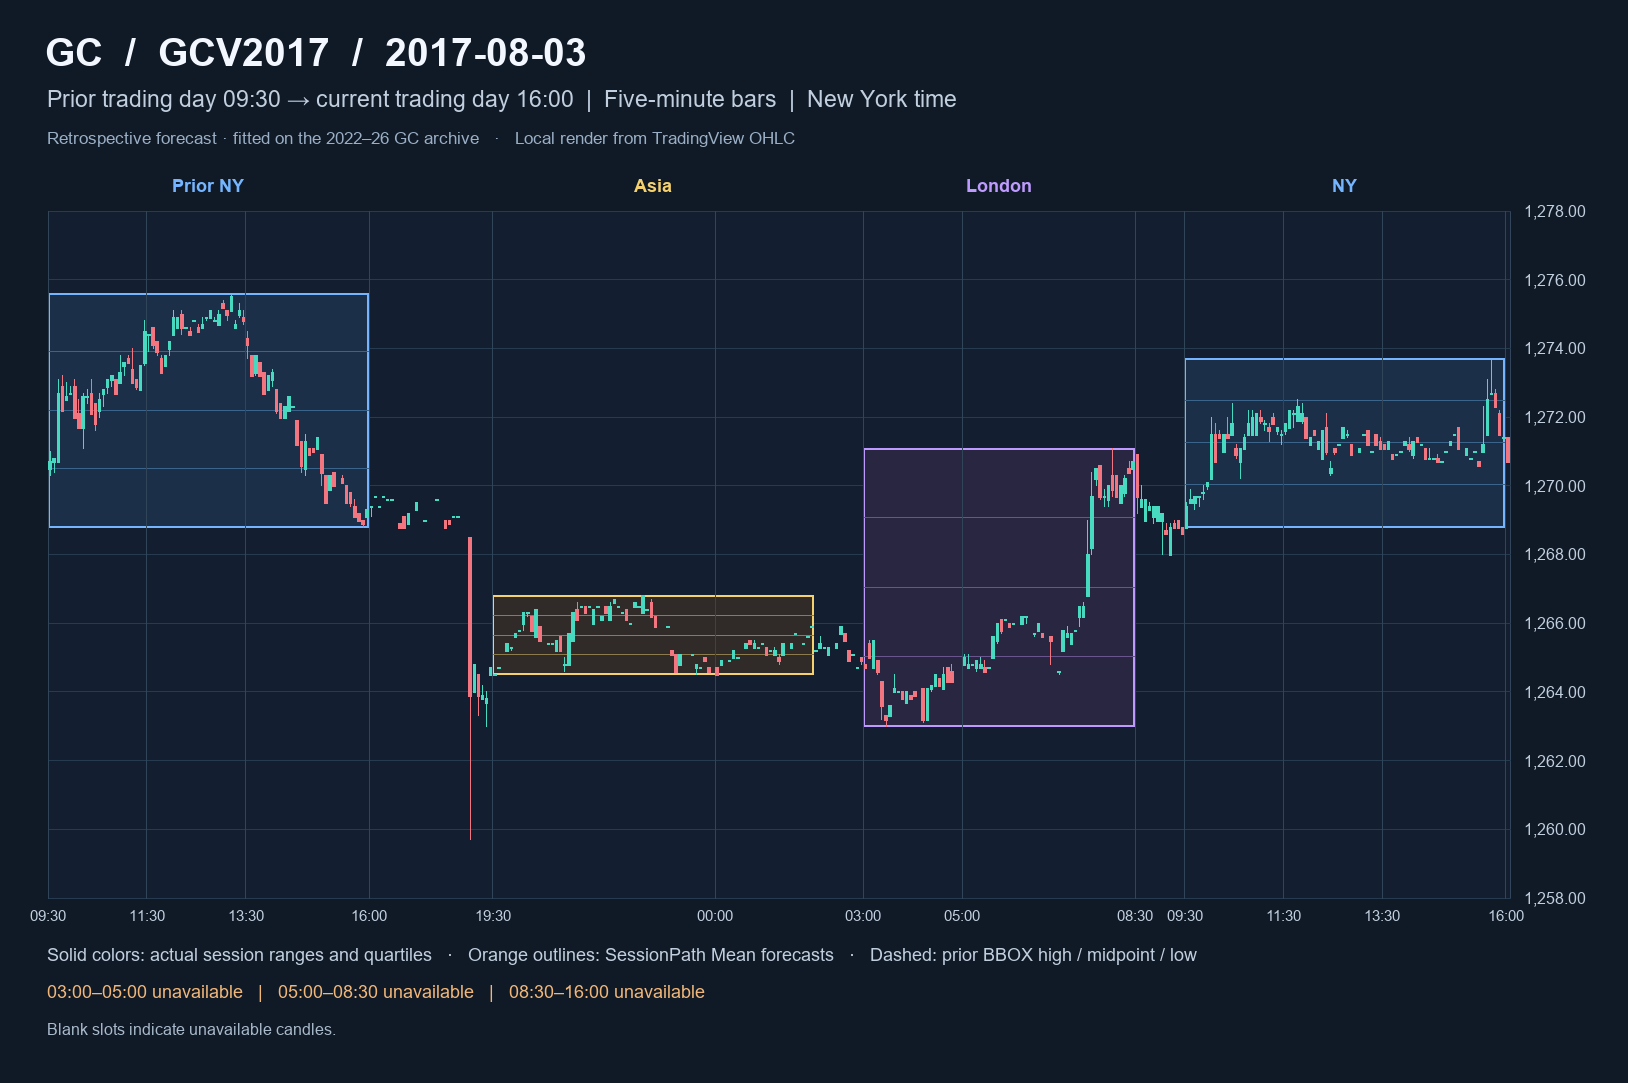 GC / GCV2017 / 2017-08-03
Prior trading day 09:30 → current trading day 16:00 | Five-minute bars | New York time
Retrospective forecast · fitted on the 2022–26 GC archive · Local render from TradingView OHLC
Prior NY Asia London NY
1,278.00
1,276.00
1,274.00
1,272.00
1,270.00
1,268.00
1,266.00
1,264.00
1,262.00
1,260.00
1,258.00
09:30 11:30 13:30 16:00 19:30 00:00 03:00 05:00 08:30 09:30 11:30 13:30 16:00
Solid colors: actual session ranges and quartiles · Orange outlines: SessionPath Mean forecasts · Dashed: prior BBOX high / midpoint / low
03:00–05:00 unavailable | 05:00–08:30 unavailable | 08:30–16:00 unavailable
Blank slots indicate unavailable candles.